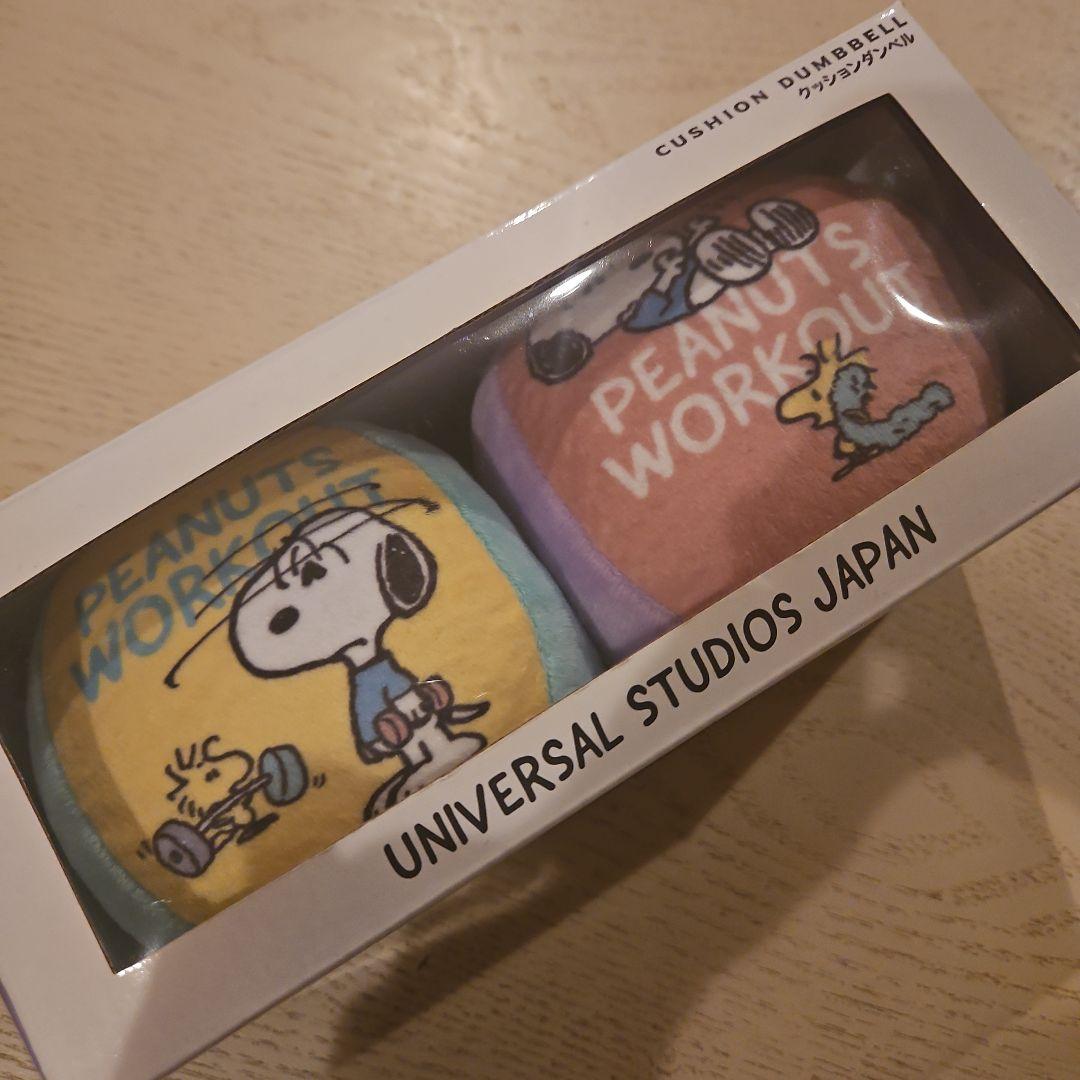 CUSHION DUMBBELL
クッションダンベル
PEANUTS
WORKOUT
PEANUTS
WORKOUT
UNIVERSAL STUDIOS JAPAN